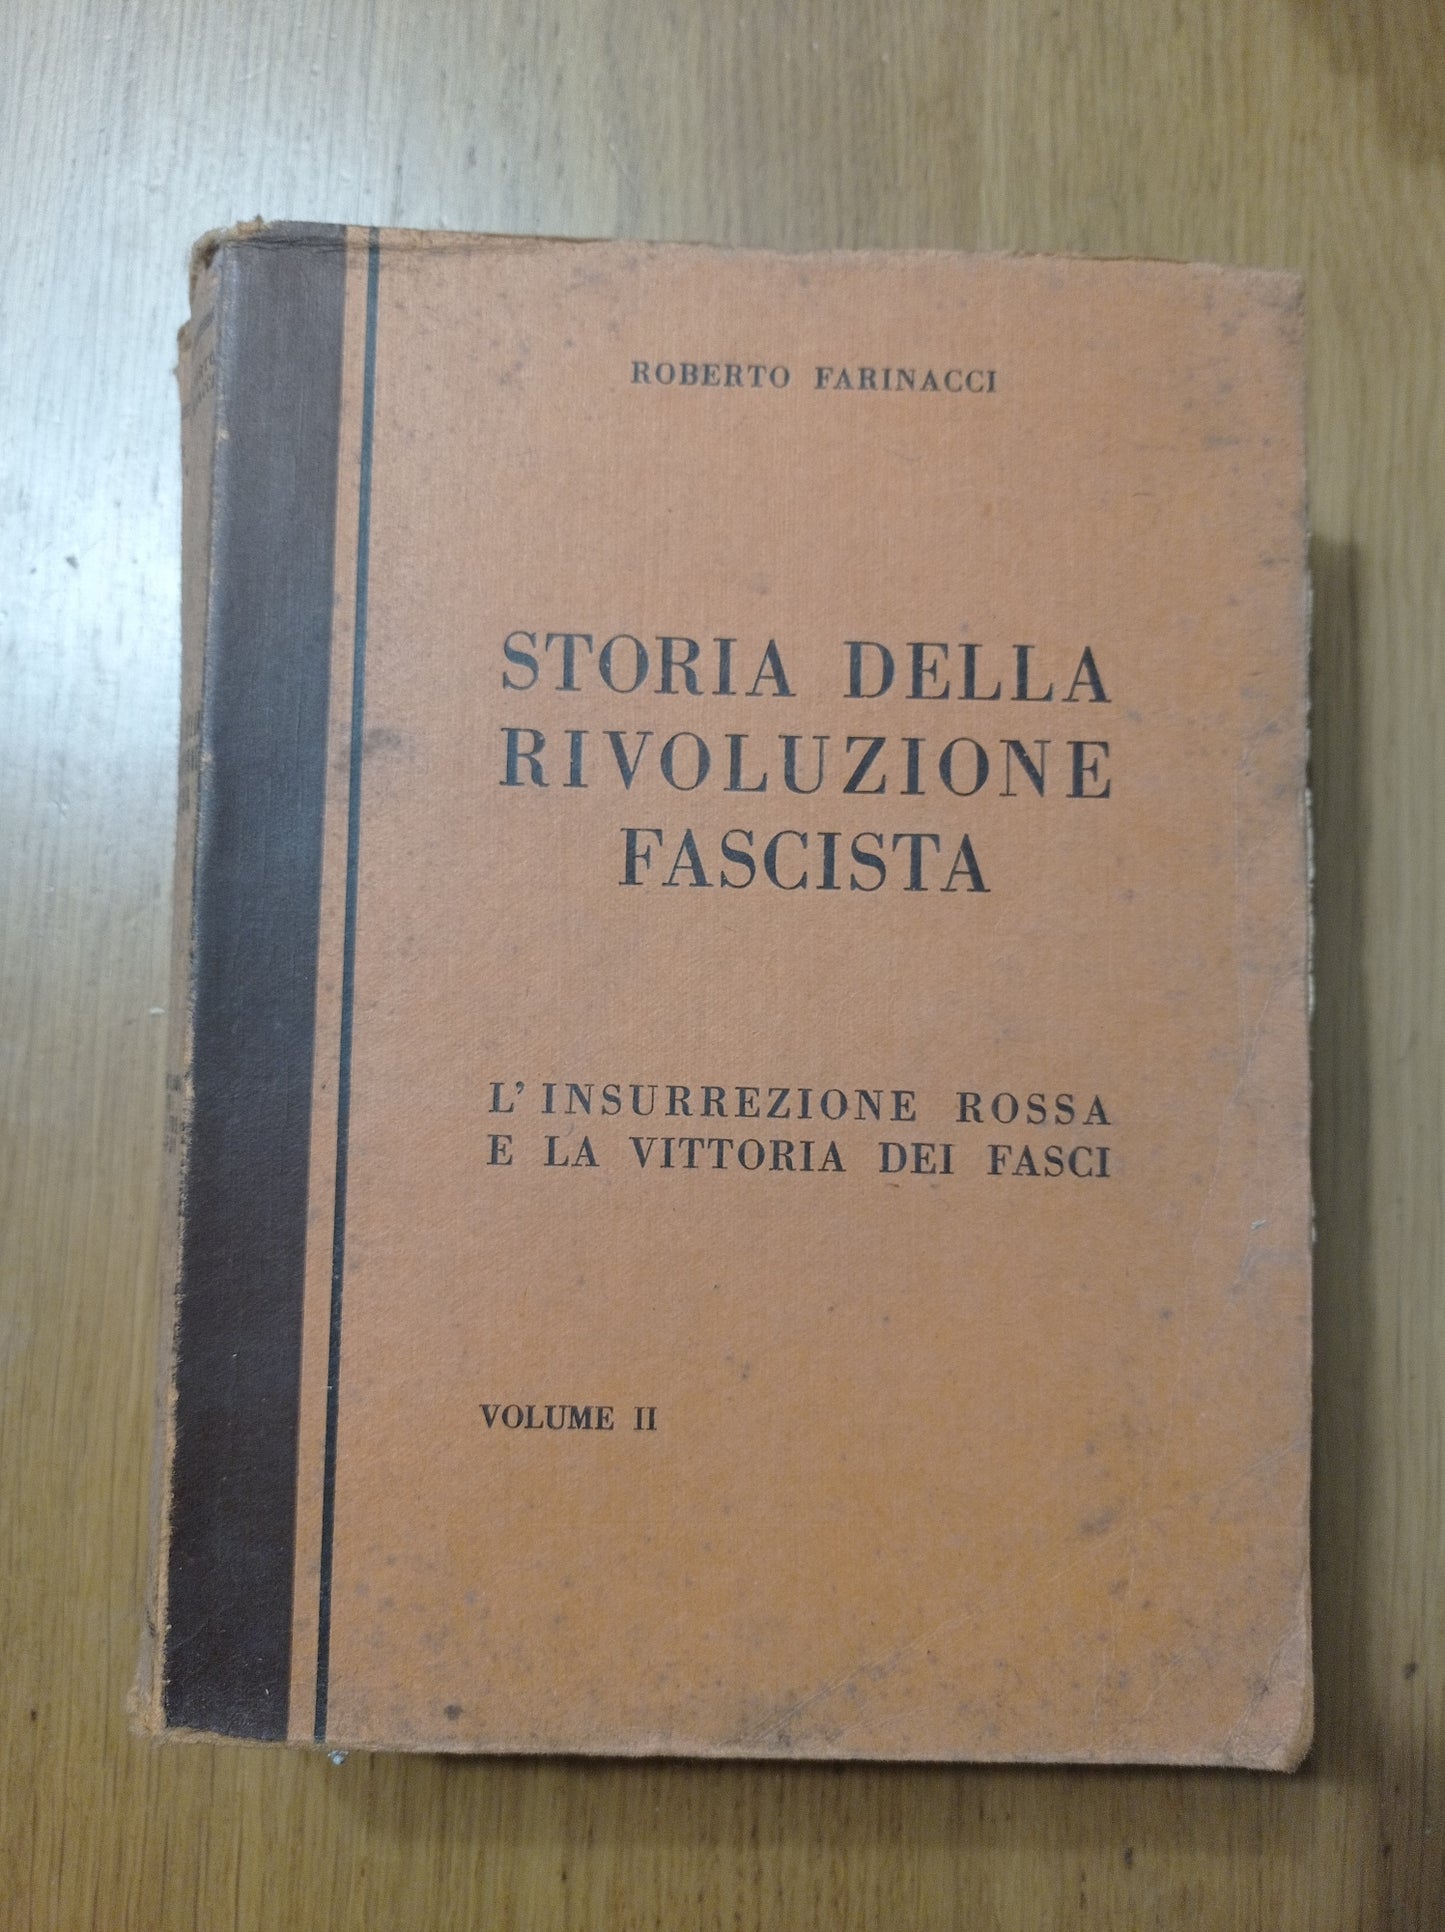 ROBERTO FARINACCI
STORIA DELLA
RIVOLUZIONE
FASCISTA
L'INSURREZIONE ROSSA
E LA VITTORIA DEI FASCI
VOLUME II